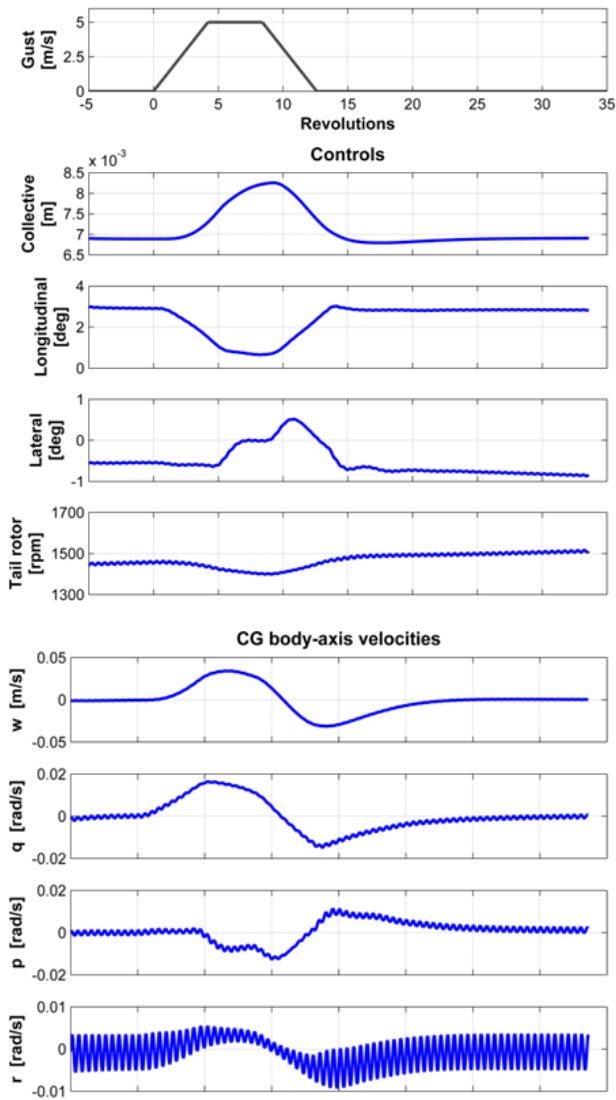 Gust
[m/s]
5
2.5
0
-5 0 5 10 15 20 25 30 35
Revolutions
Controls
x 10⁻³
Collective
[m]
8.5
8
7.5
7
6.5
Longitudinal
[deg]
4
2
0
Lateral
[deg]
1
0
-1
Tail rotor
[rpm]
1700
1500
1300
CG body-axis velocities
w [m/s]
0.05
0
-0.05
q [rad/s]
0.02
0
-0.02
p [rad/s]
0.02
0
-0.02
r [rad/s]
0.01
0
-0.01